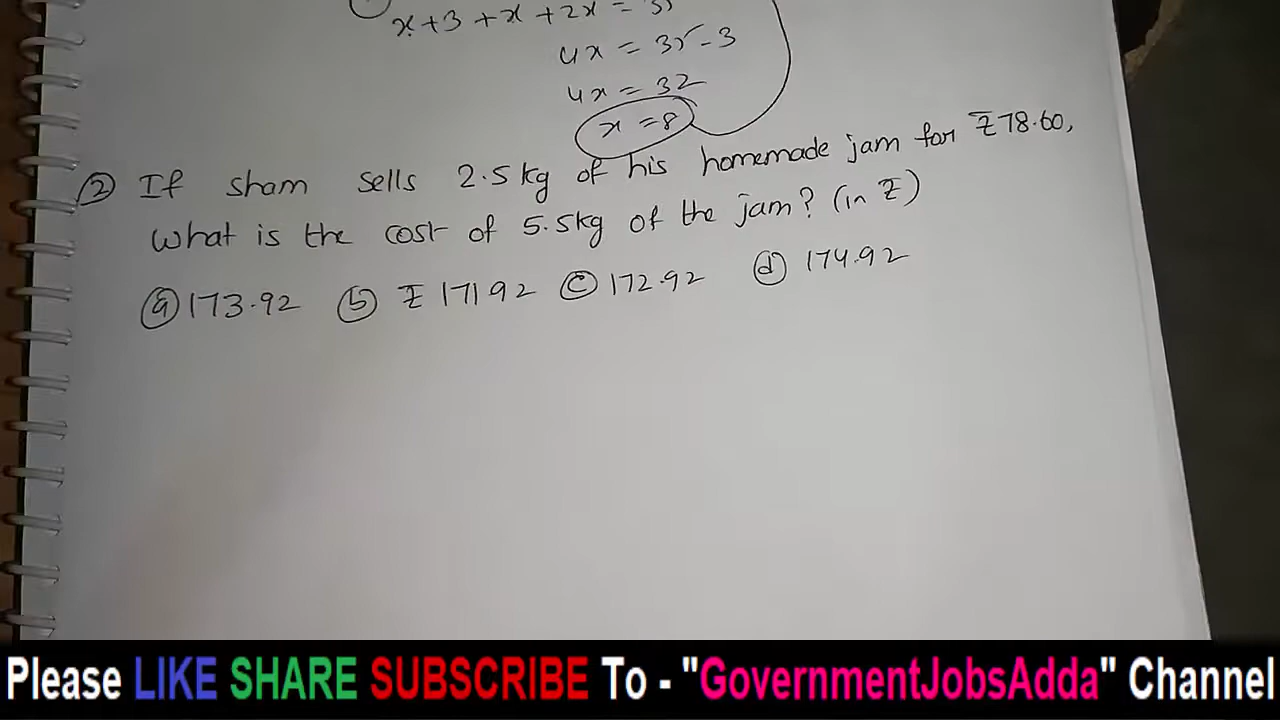 x+3+x+2x = 35
4x = 35-3
4x = 32
x = 8
② If sham sells 2.5kg of his homemade jam for ₹78.60,
What is the cost of 5.5kg of the jam? (in ₹)
ⓐ 173.92 ⓑ ₹ 171.92 ⓒ 172.92 ⓓ 174.92
Please LIKE SHARE SUBSCRIBE To - "GovernmentJobsAdda" Channel